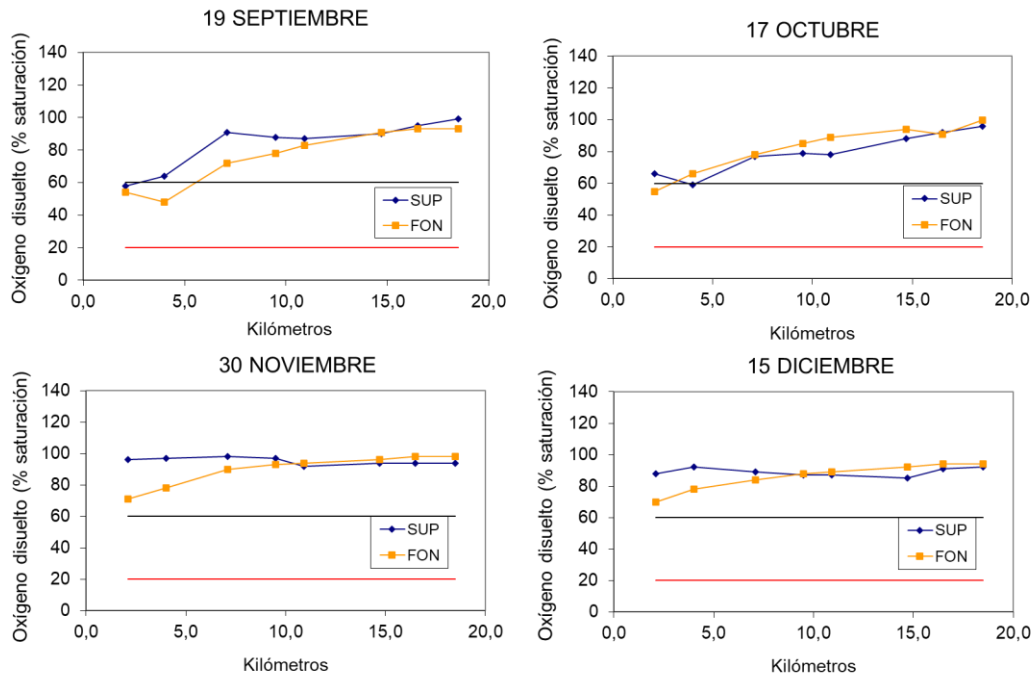 19 SEPTIEMBRE
Oxígeno disuelto (% saturación)
140
120
100
80
60
40
20
0
SUP
FON
0,0 5,0 10,0 15,0 20,0
Kilómetros
17 OCTUBRE
Oxígeno disuelto (% saturación)
140
120
100
80
60
40
20
0
SUP
FON
0,0 5,0 10,0 15,0 20,0
Kilómetros
30 NOVIEMBRE
Oxígeno disuelto (% saturación)
140
120
100
80
60
40
20
0
SUP
FON
0,0 5,0 10,0 15,0 20,0
Kilómetros
15 DICIEMBRE
Oxígeno disuelto (% saturación)
140
120
100
80
60
40
20
0
SUP
FON
0,0 5,0 10,0 15,0 20,0
Kilómetros